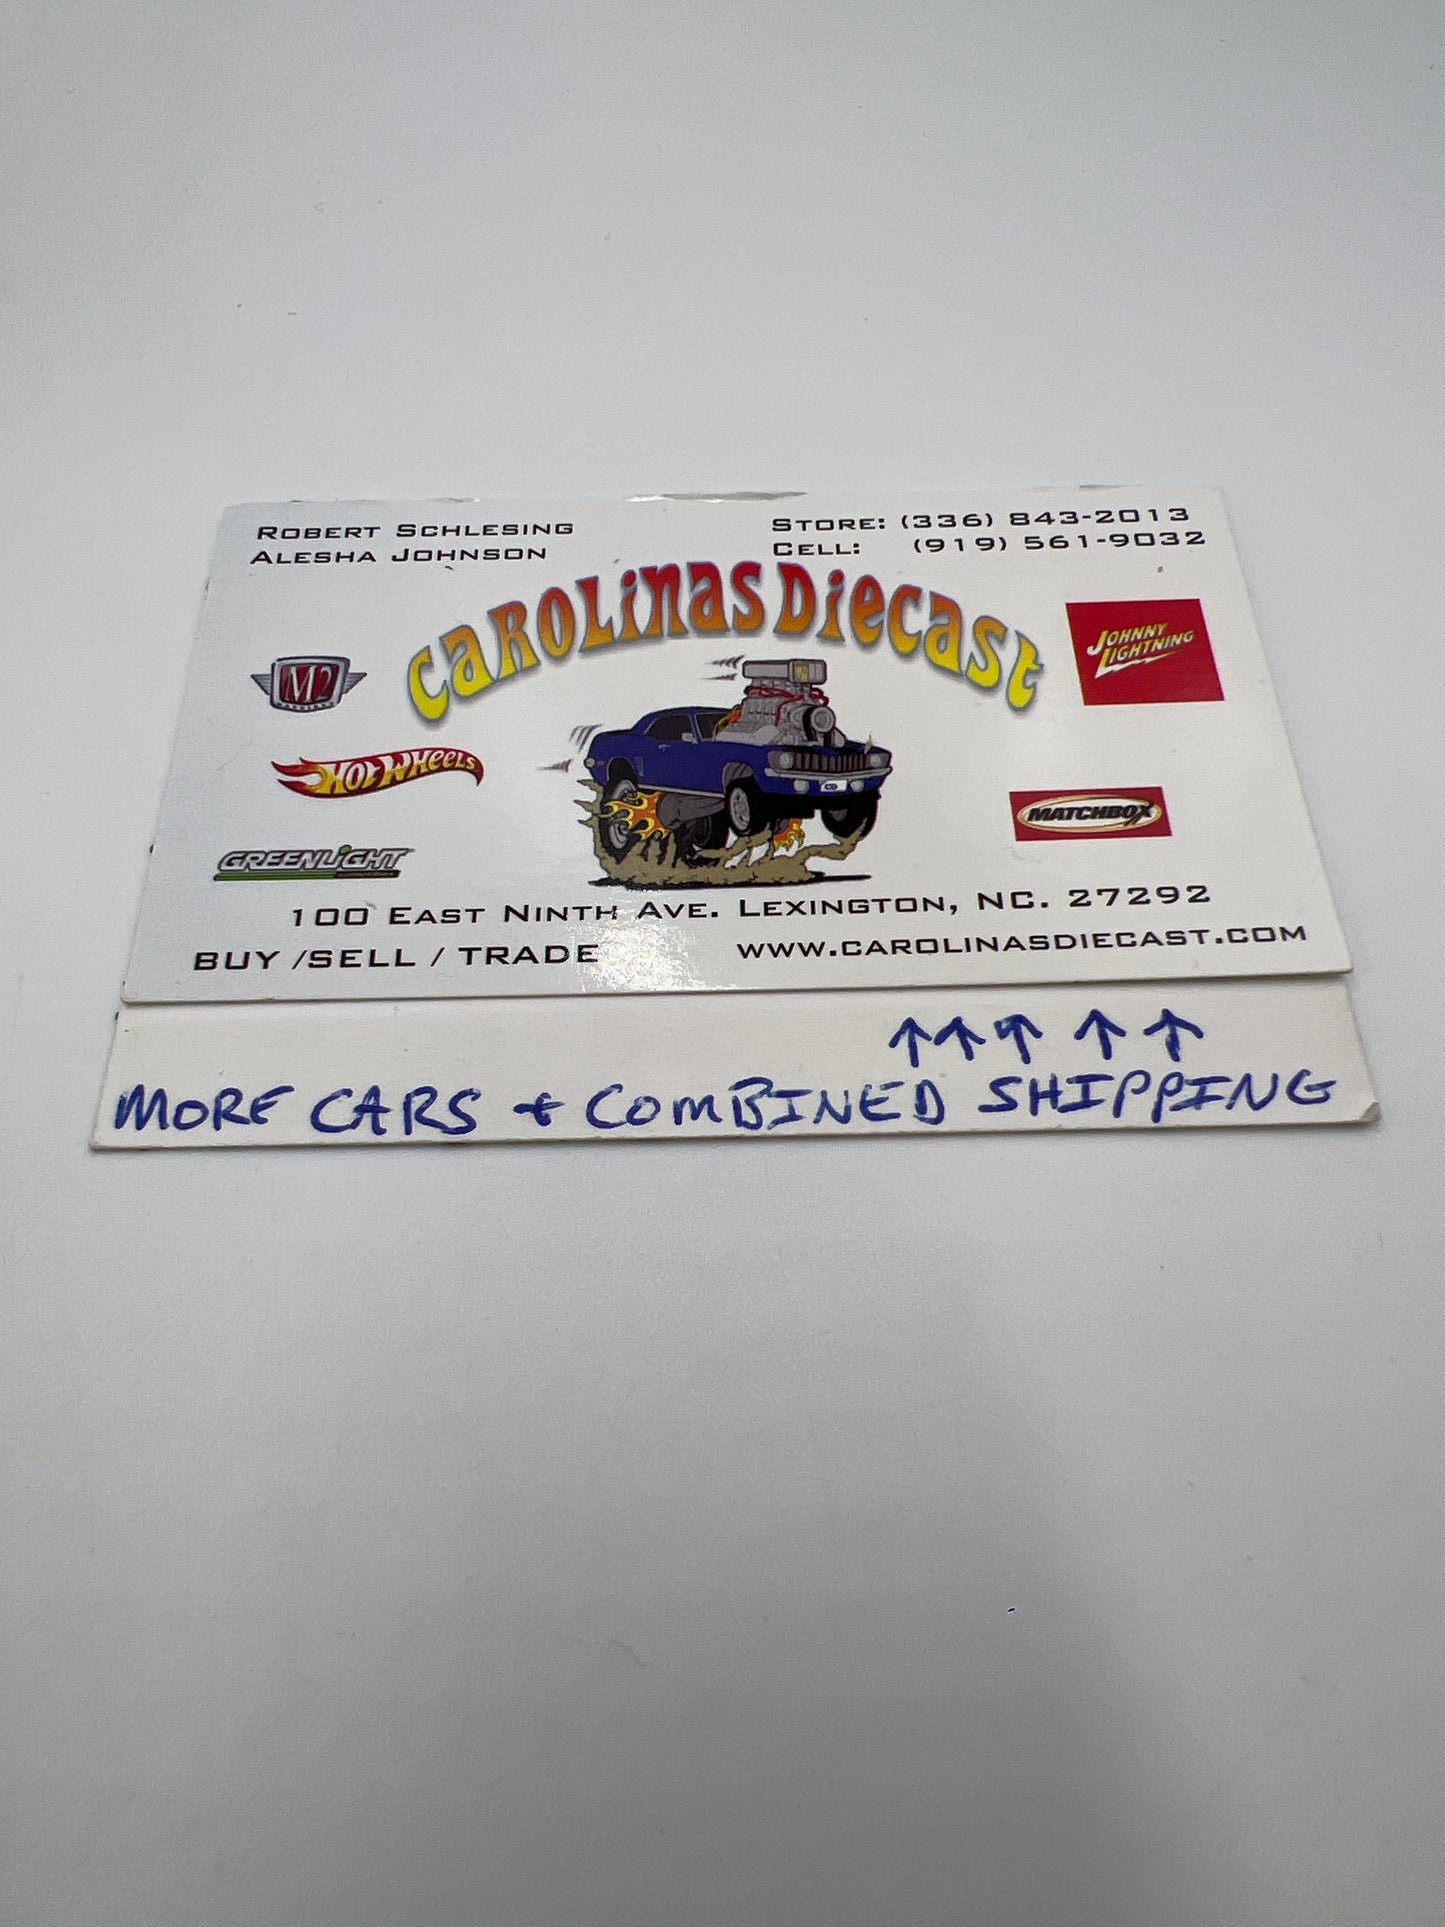 Robert Schlesing
Alesha Johnson
Store: (336) 843-2013
Cell: (919) 561-9032
Carolinas Diecast
M2
Johnny Lightning
Hot Wheels
Matchbox
Greenlight
100 East Ninth Ave. Lexington, NC. 27292
BUY /SELL / TRADE
www.carolinasdiecast.com
↑ ↑ ↑ ↑ ↑
MORE CARS + COMBINED SHIPPING